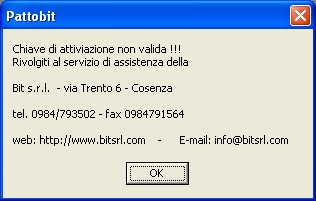 Pattobit
Chiave di attiviazione non valida !!!
Rivolgiti al servizio di assistenza della
Bit s.r.l.  - via Trento 6 - Cosenza
tel. 0984/793502 - fax 0984791564
web: http://www.bitsrl.com   -   E-mail: info@bitsrl.com
OK